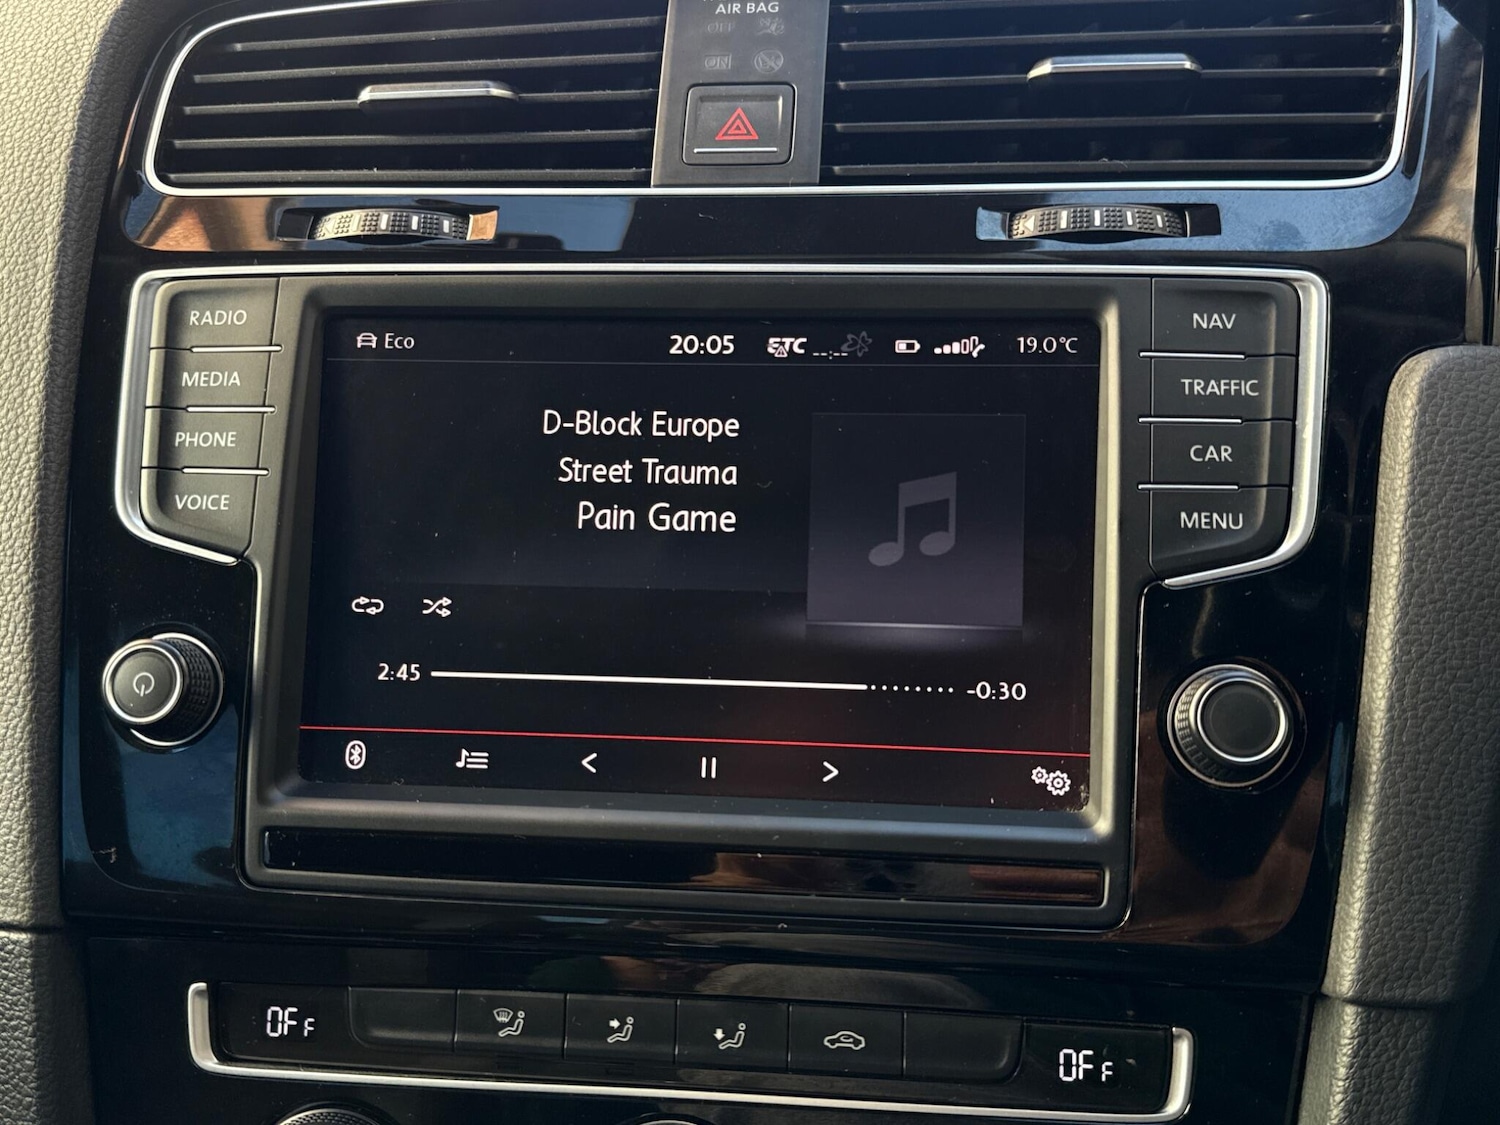 AIR BAG
OFF
ON
RADIO
MEDIA
PHONE
VOICE
NAV
TRAFFIC
CAR
MENU
Eco
20:05
ETC --:--
19.0°C
D-Block Europe
Street Trauma
Pain Game
2:45
-0:30
OFF
OFF